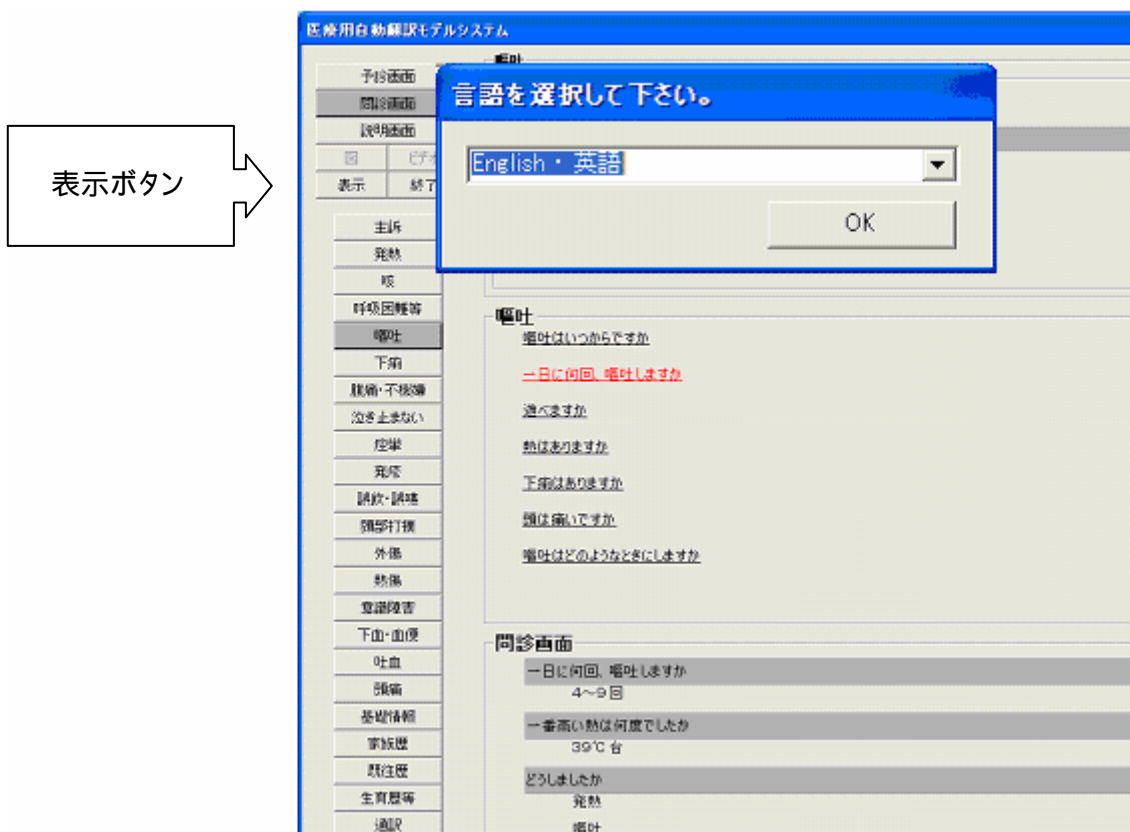 医療用自動翻訳モデルシステム
予診画面
問診画面
説明画面
ビデオ
表示
終了
表示ボタン
主訴
発熱
咳
呼吸困難等
嘔吐
下痢
腹痛・不機嫌
泣き止まない
痙攣
発疹
誤飲・誤嚥
頭部打撲
外傷
熱傷
意識障害
下血・血便
吐血
頭痛
基礎情報
家族歴
既往歴
生育歴等
通訳
嘔吐
言語を選択して下さい。
English・英語
OK
嘔吐
嘔吐はいつからですか
一日に何回、嘔吐しますか
遊べますか
熱はありますか
下痢はありますか
頭は痛いですか
嘔吐はどのようなときにしますか
問診画面
一日に何回、嘔吐しますか
4～9回
一番高い熱は何度でしたか
39℃台
どうしましたか
発熱
嘔吐